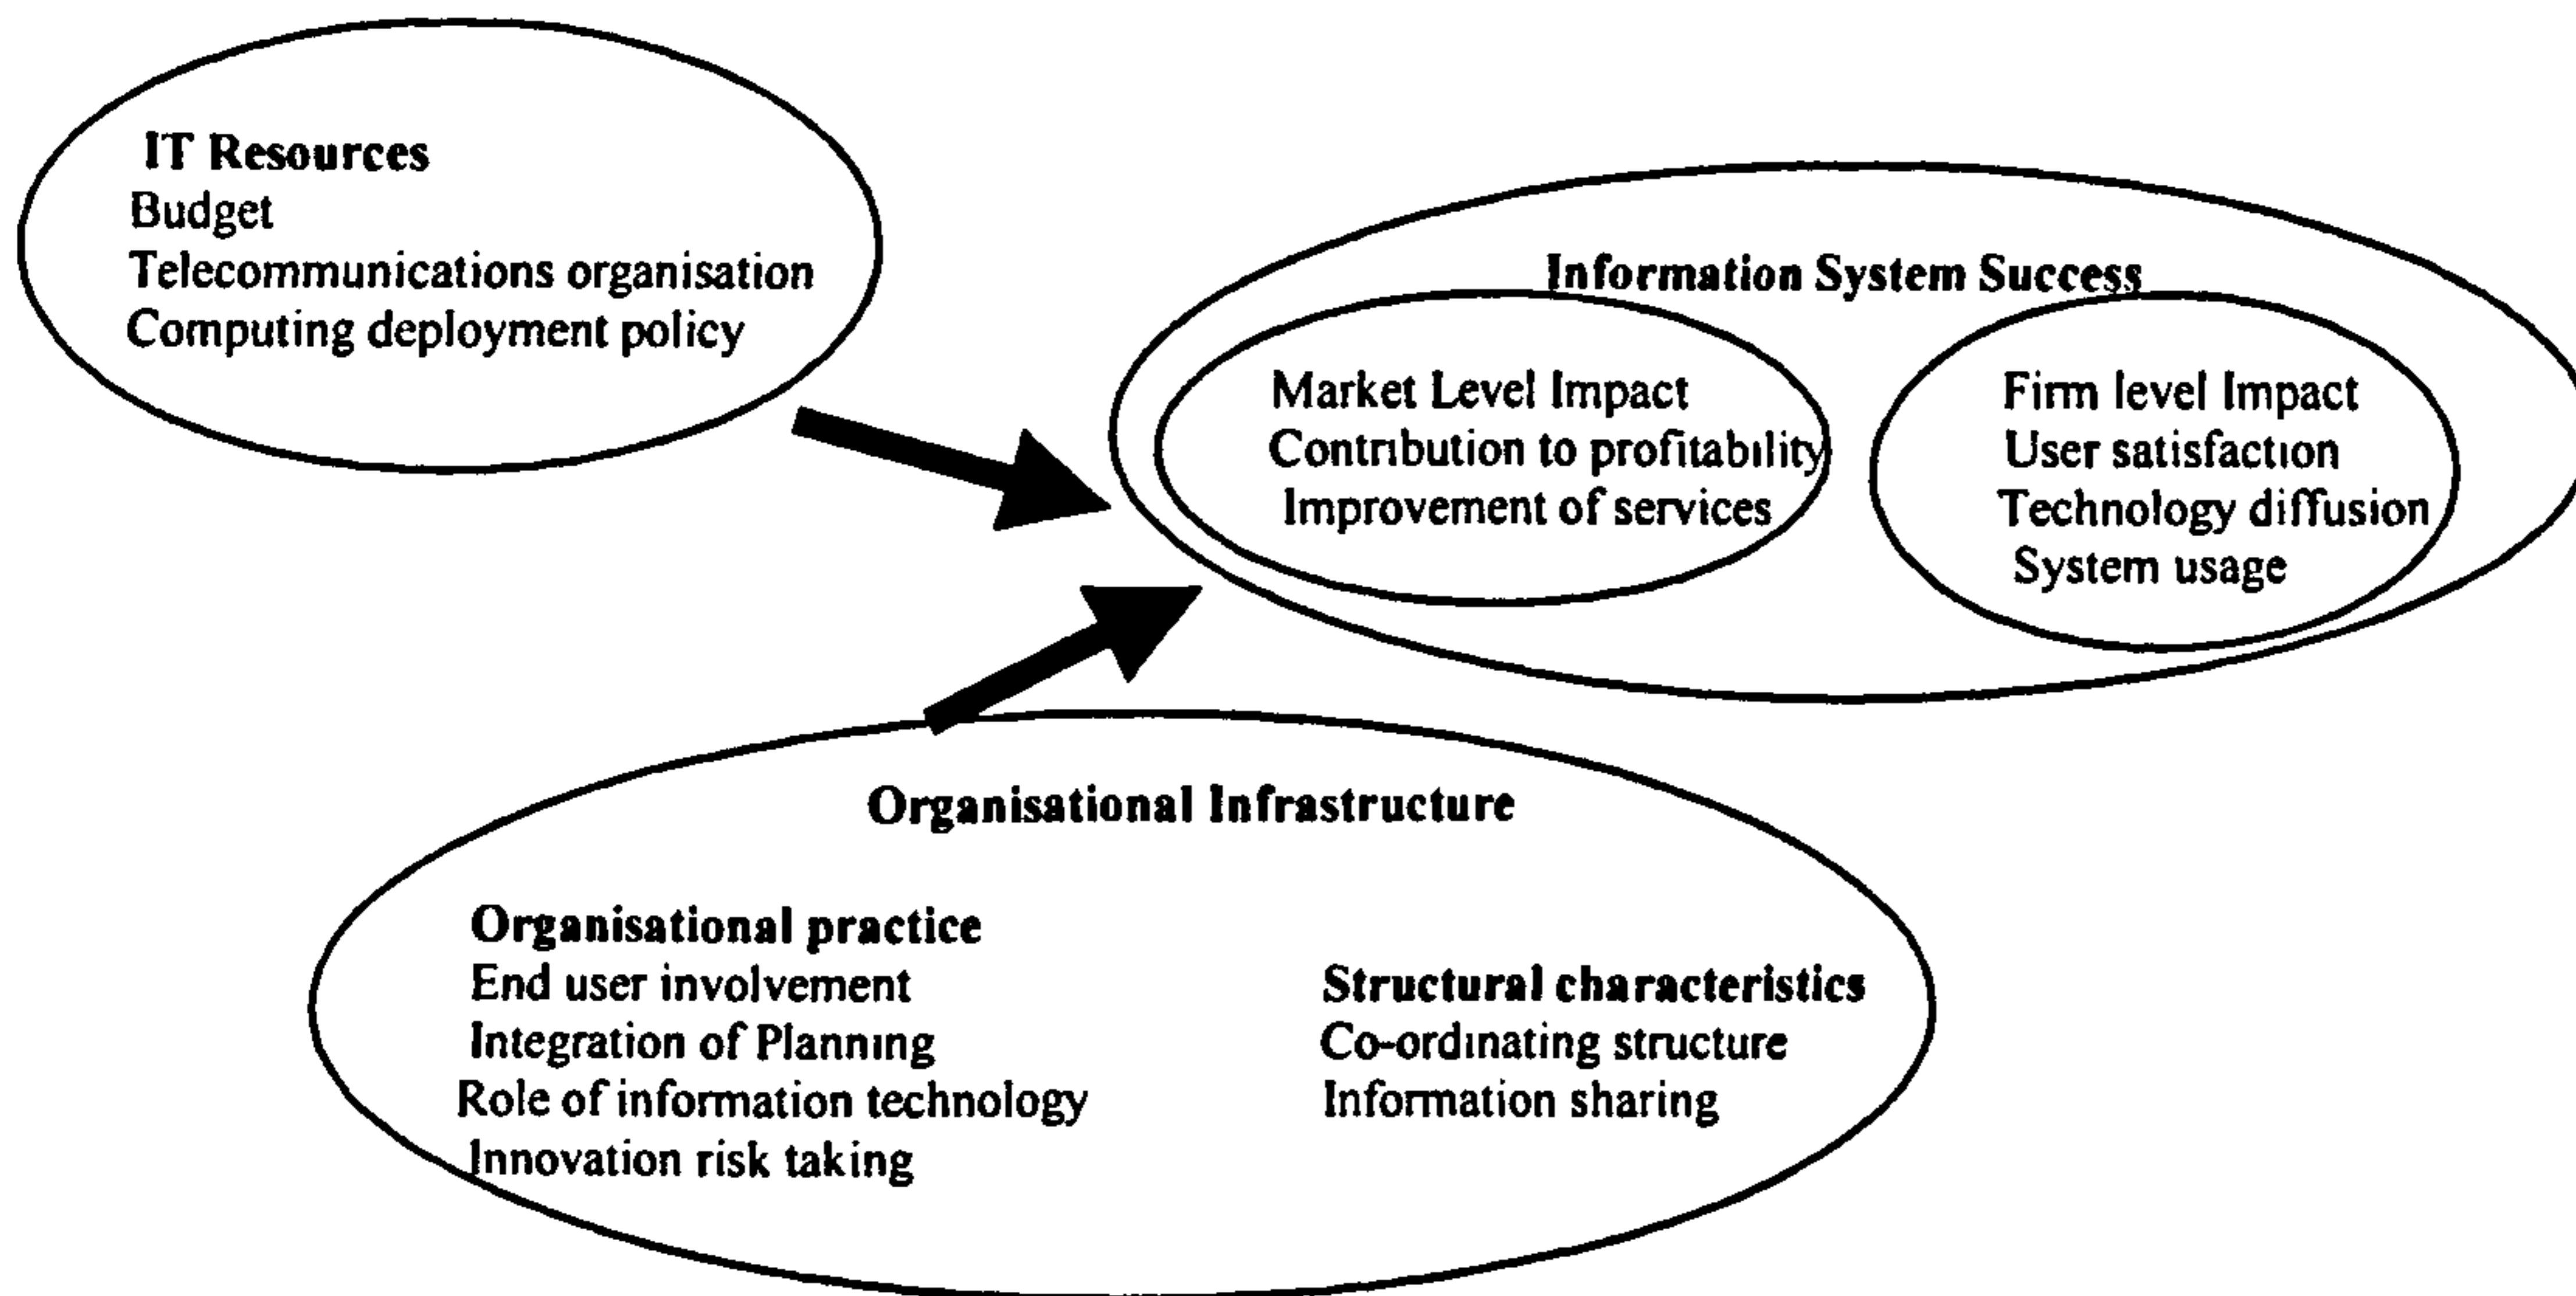 IT Resources
Budget
Telecommunications organisation
Computing deployment policy
Information System Success
Market Level Impact
Contribution to profitability
Improvement of services
Firm level Impact
User satisfaction
Technology diffusion
System usage
Organisational Infrastructure
Organisational practice
End user involvement
Integration of Planning
Role of information technology
Innovation risk taking
Structural characteristics
Co-ordinating structure
Information sharing